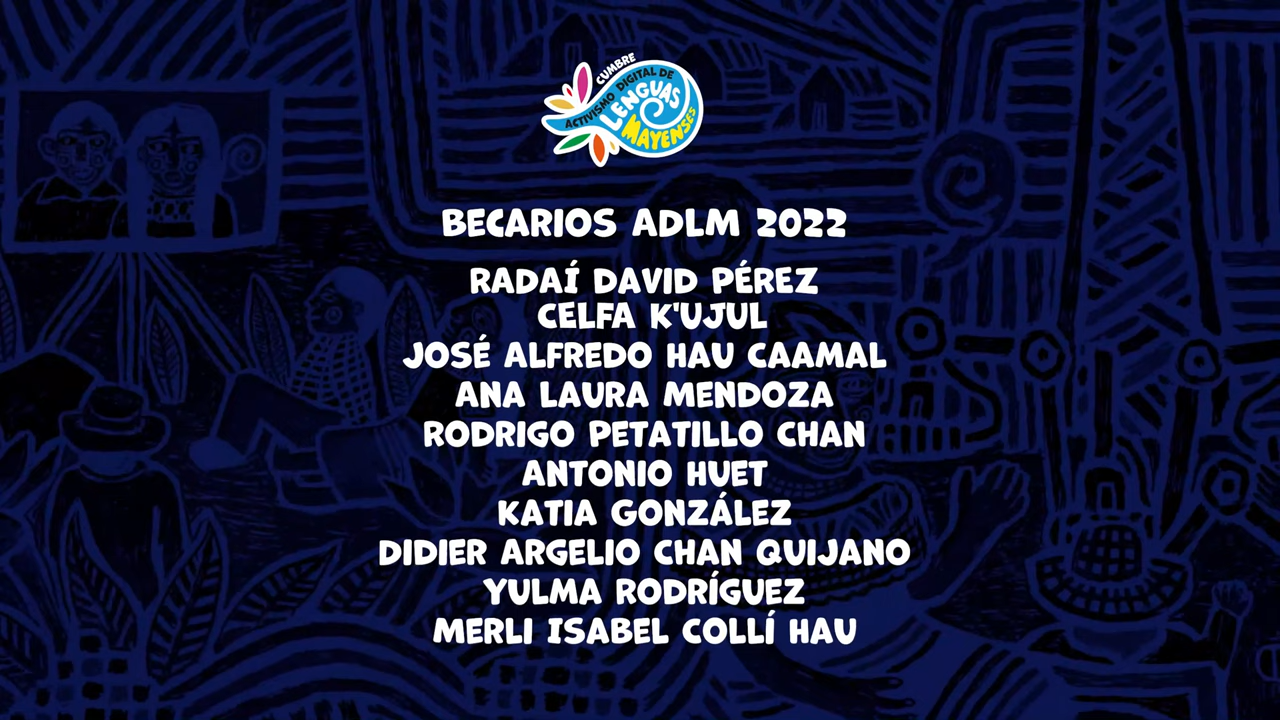 CUMBRE
ACTIVISMO DIGITAL DE
LENGUAS
MAYENSES
BECARIOS ADLM 2022
RADAÍ DAVID PÉREZ
CELFA K'UJUL
JOSÉ ALFREDO HAU CAAMAL
ANA LAURA MENDOZA
RODRIGO PETATILLO CHAN
ANTONIO HUET
KATIA GONZÁLEZ
DIDIER ARGELIO CHAN QUIJANO
YULMA RODRÍGUEZ
MERLI ISABEL COLLÍ HAU